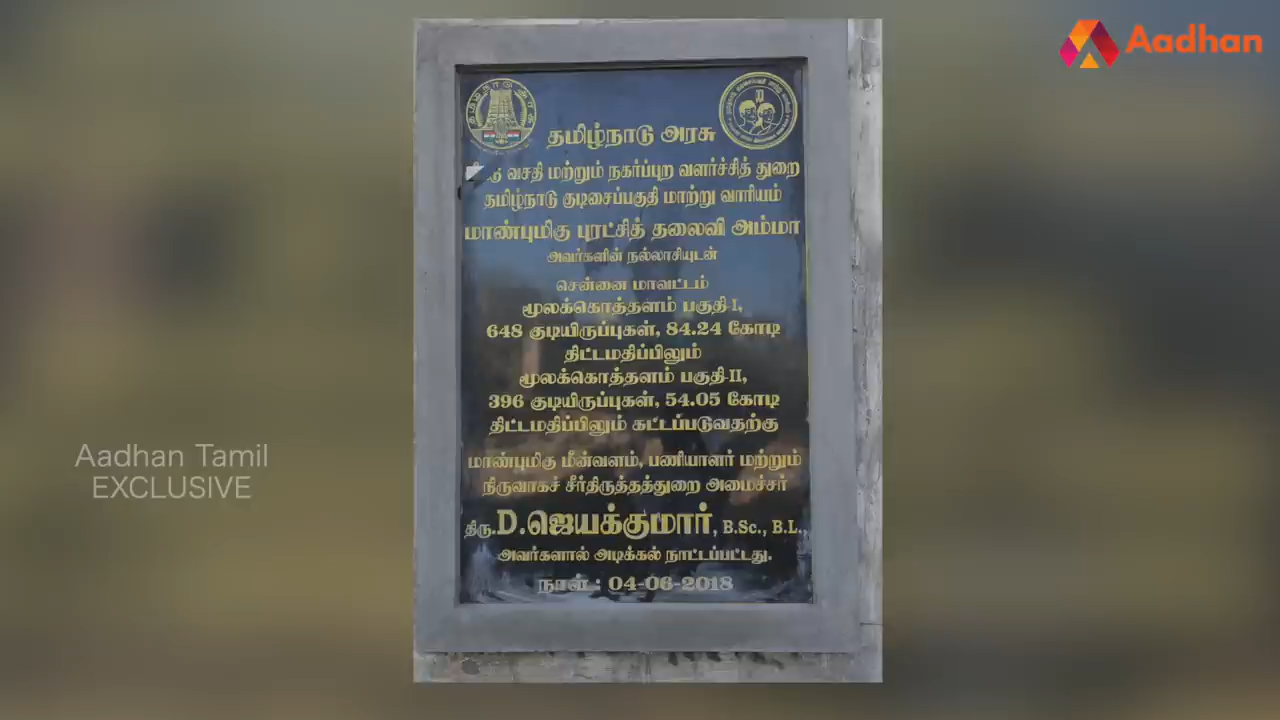 Aadhan
தமிழ்நாடு அரசு
வசதி மற்றும் நகர்ப்புற வளர்ச்சித் துறை
தமிழ்நாடு குடிசைப்பகுதி மாற்று வாரியம்
மாண்புமிகு புரட்சித் தலைவி அம்மா
அவர்களின் நல்லாசியுடன்
சென்னை மாவட்டம்
மூலக்கொத்தளம் பகுதி-I,
648 குடியிருப்புகள், 84.24 கோடி
திட்டமதிப்பிலும்
மூலக்கொத்தளம் பகுதி-II,
396 குடியிருப்புகள், 54.05 கோடி
திட்டமதிப்பிலும் கட்டப்படுவதற்கு
மாண்புமிகு மீன்வளம், பணியாளர் மற்றும்
நிருவாகச் சீர்திருத்தத்துறை அமைச்சர்
திரு.D.ஜெயக்குமார், B.Sc., B.L.,
அவர்களால் அடிக்கல் நாட்டப்பட்டது.
நாள் : 04-06-2018
Aadhan Tamil
EXCLUSIVE